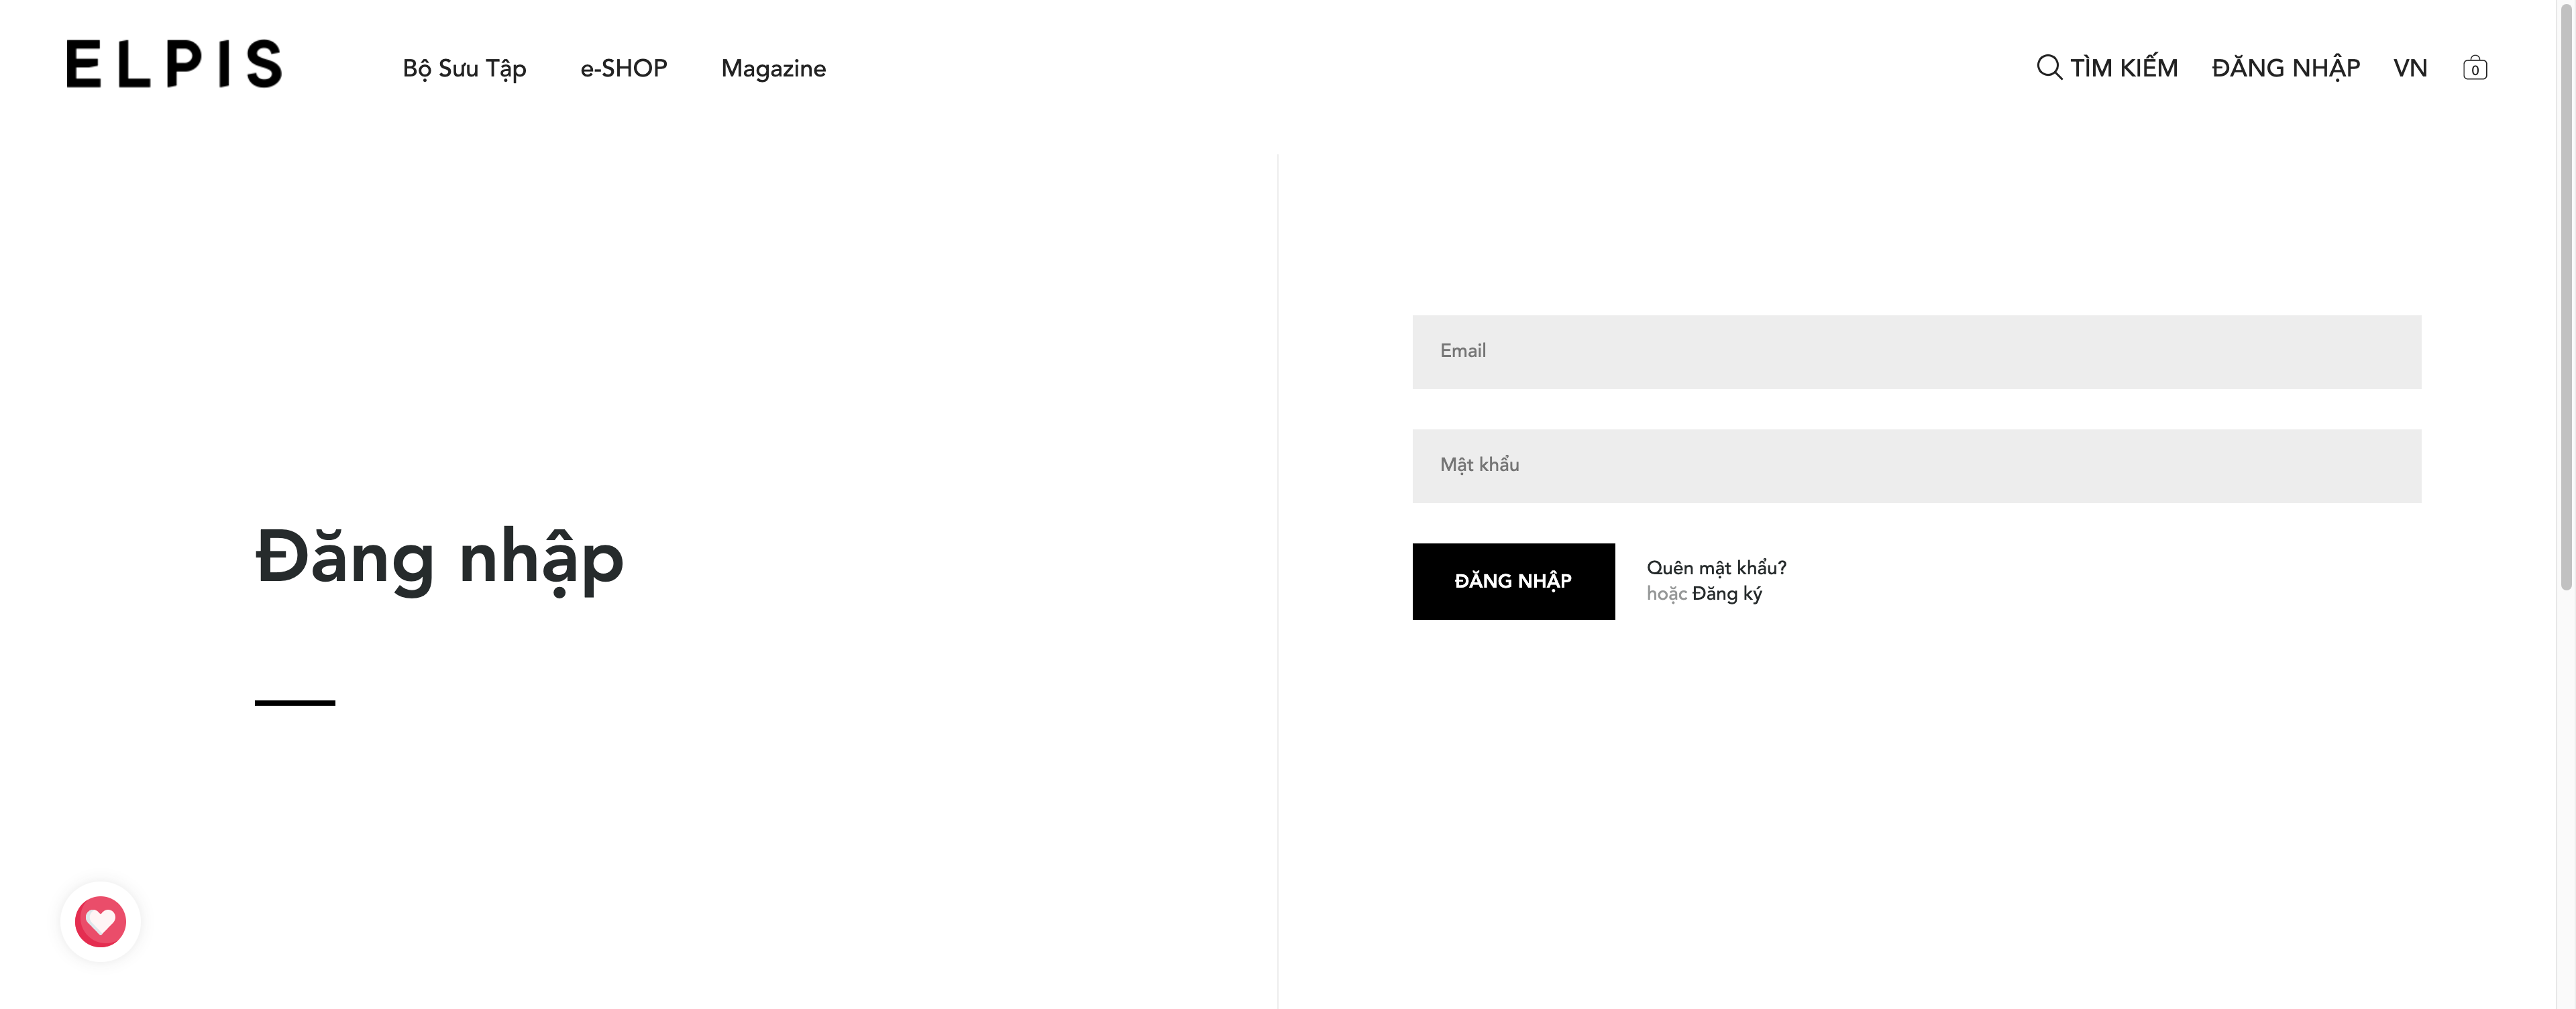 ELPIS
Bộ Sưu Tập
e-SHOP
Magazine
TÌM KIẾM
ĐĂNG NHẬP
VN
0
Đăng nhập
Email
Mật khẩu
ĐĂNG NHẬP
Quên mật khẩu?
hoặc Đăng ký